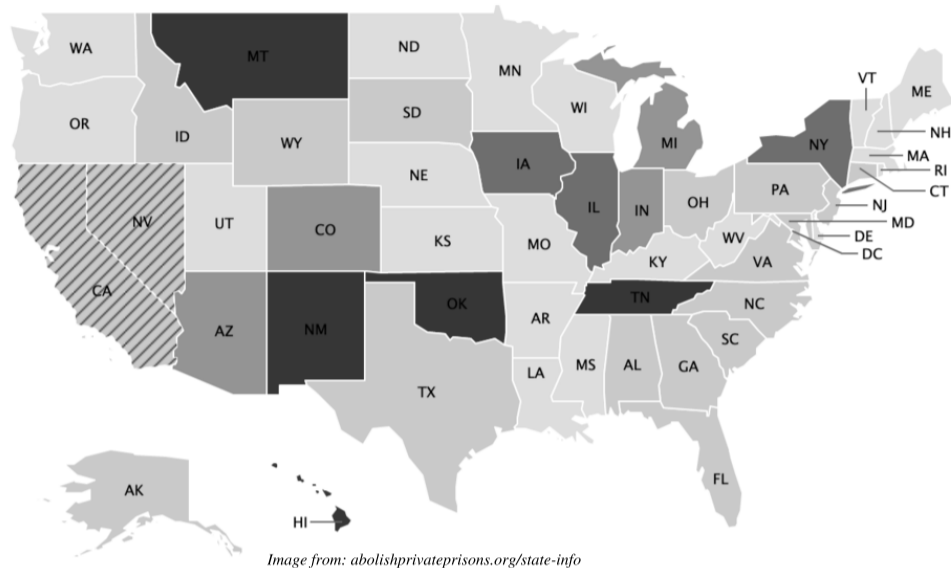 WA
MT
ND
MN
VT
ME
OR
ID
WY
SD
WI
MI
NY
NH
MA
RI
CT
NV
UT
CO
NE
IA
IL
IN
OH
PA
NJ
MD
DE
DC
CA
AZ
NM
KS
MO
KY
WV
VA
OK
TN
NC
AR
SC
TX
LA
MS
AL
GA
FL
AK
HI
Image from: abolishprivateprisons.org/state-info